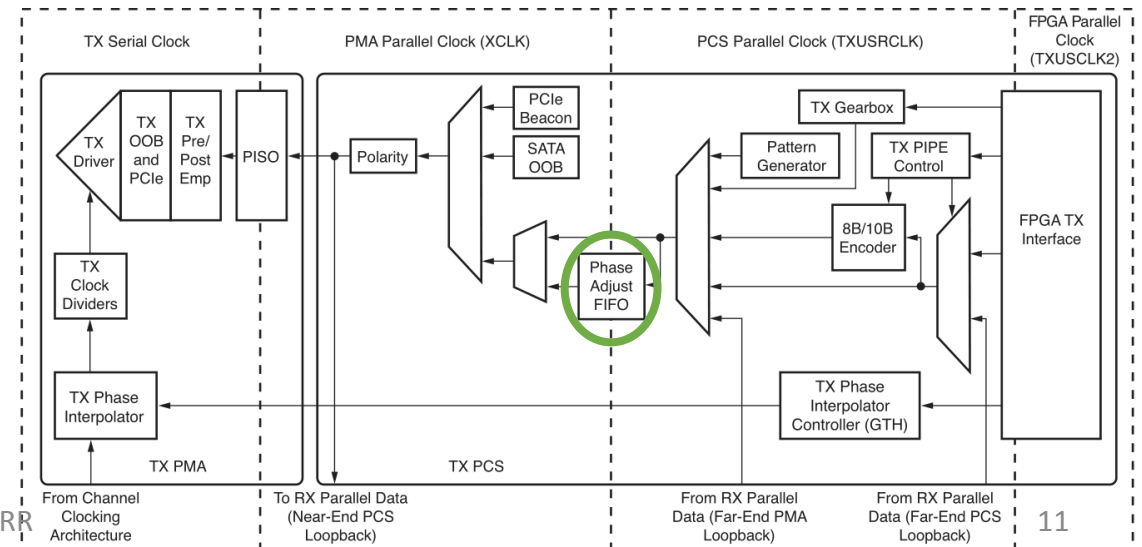 TX Serial Clock
PMA Parallel Clock (XCLK)
PCS Parallel Clock (TXUSRCLK)
FPGA Parallel
Clock
(TXUSCLK2)
TX
Driver
TX
OOB
and
PCIe
TX
Pre/
Post
Emp
PISO
Polarity
PCIe
Beacon
SATA
OOB
TX Gearbox
Pattern
Generator
TX PIPE
Control
8B/10B
Encoder
FPGA TX
Interface
Phase
Adjust
FIFO
TX
Clock
Dividers
TX Phase
Interpolator
TX Phase
Interpolator
Controller (GTH)
TX PMA
TX PCS
From Channel
Clocking
Architecture
To RX Parallel Data
(Near-End PCS
Loopback)
From RX Parallel
Data (Far-End PMA
Loopback)
From RX Parallel
Data (Far-End PCS
Loopback)
RR
11